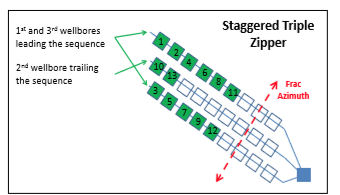 Staggered Triple
Zipper
1st and 3rd wellbores
leading the sequence
2nd wellbore trailing
the sequence
Frac
Azimuth
1
2
4
6
8
11
10
13
3
5
7
9
12